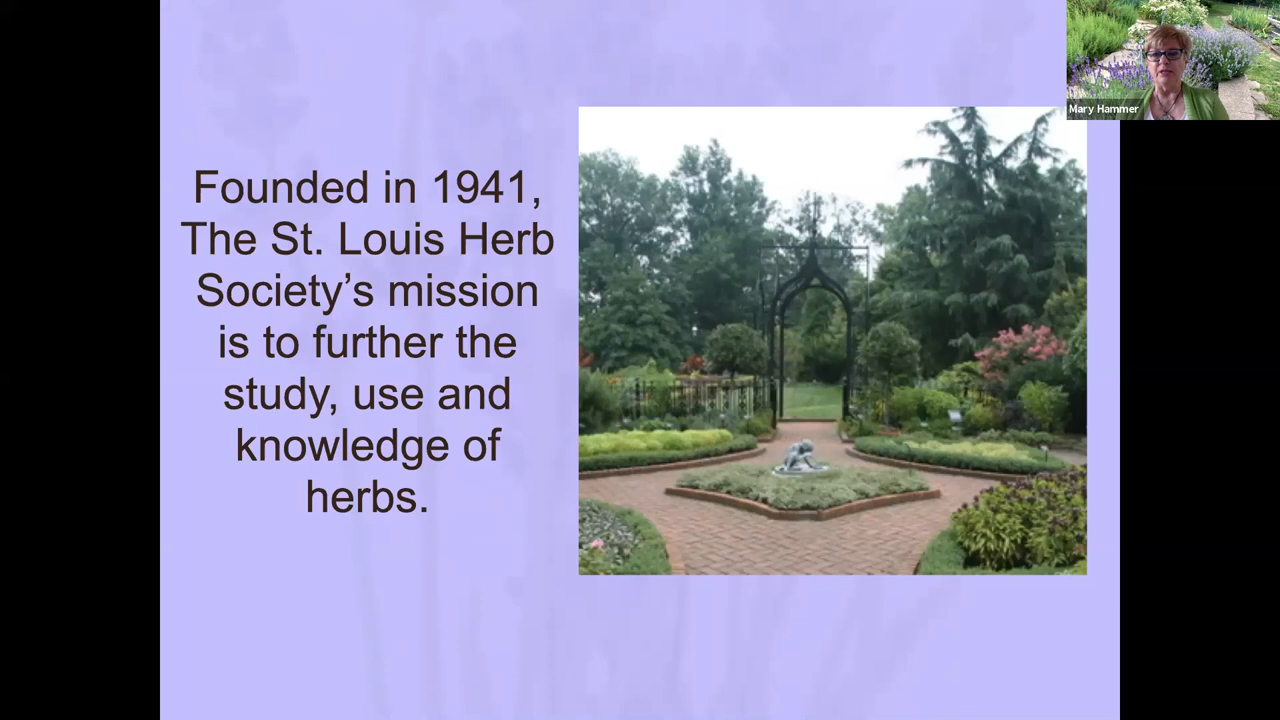 Founded in 1941,
The St. Louis Herb
Society’s mission
is to further the
study, use and
knowledge of
herbs.
Mary Hammer